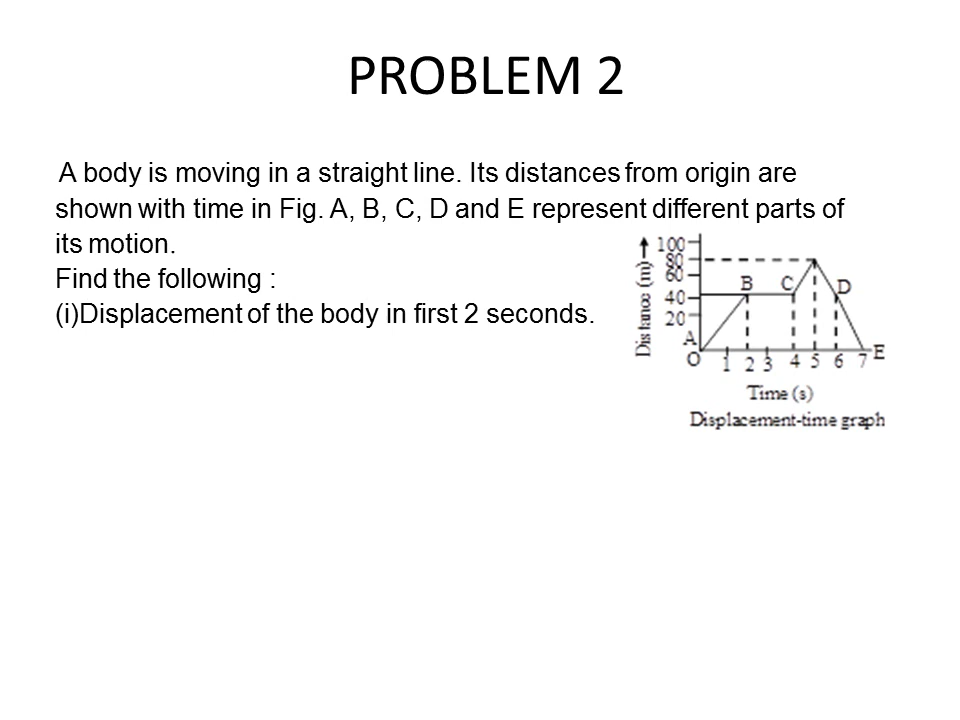 PROBLEM 2
A body is moving in a straight line. Its distances from origin are
shown with time in Fig. A, B, C, D and E represent different parts of
its motion.
Find the following :
(i)Displacement of the body in first 2 seconds.
Distance (m)
100
80
60
40
20
A
B
C
D
E
O
1 2 3 4 5 6 7
Time (s)
Displacement-time graph